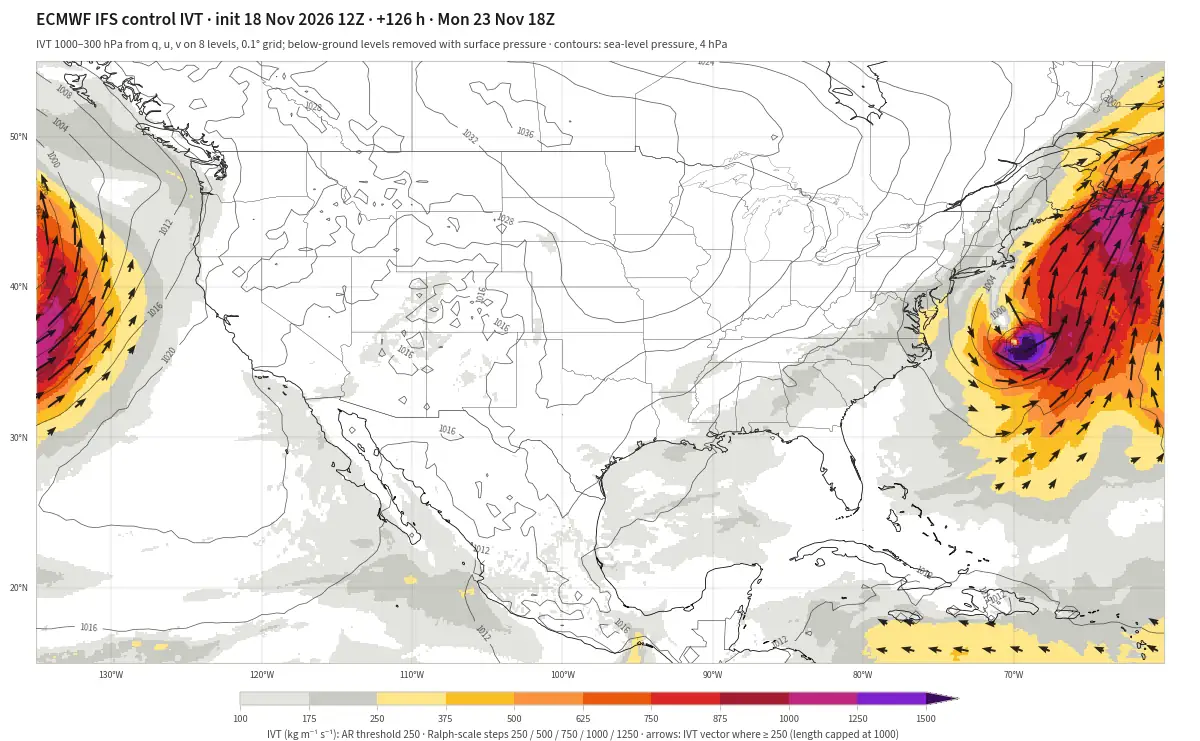 ECMWF IFS control IVT · init 18 Nov 2026 12Z · +126 h · Mon 23 Nov 18Z
IVT 1000–300 hPa from q, u, v on 8 levels, 0.1° grid; below-ground levels removed with surface pressure · contours: sea-level pressure, 4 hPa
1024
1008
1028
1004
1032
1036
50°N
1000
1012
1028
1004
40°N
1016
1016
1000
1016
1020
1016
30°N
1016
1012
20°N
1012
1016
1012
1016
1012
130°W 120°W 110°W 100°W 90°W 80°W 70°W
100 175 250 375 500 625 750 875 1000 1250 1500
IVT (kg m⁻¹ s⁻¹): AR threshold 250 · Ralph-scale steps 250 / 500 / 750 / 1000 / 1250 · arrows: IVT vector where ≥ 250 (length capped at 1000)